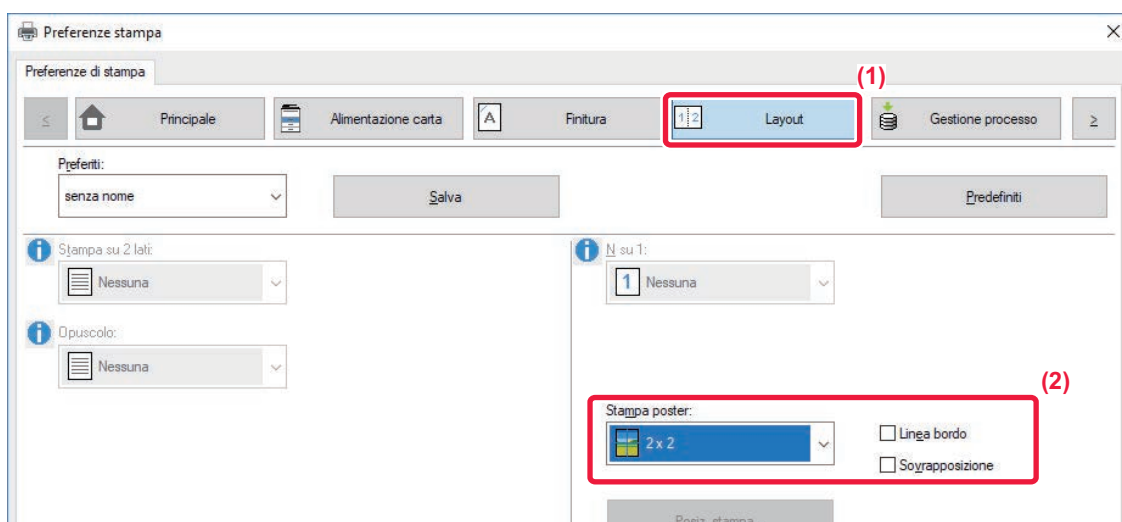 Preferenze stampa
Preferenze di stampa
(1)
< Principale Alimentazione carta A Finitura 1 2 Layout Gestione processo >
Preferiti:
senza nome Salva Predefiniti
Stampa su 2 lati: N su 1:
Nessuna 1 Nessuna
Opuscolo:
Nessuna
(2)
Stampa poster:
2 x 2 Linea bordo
Sovrapposizione
Posiz. stampa